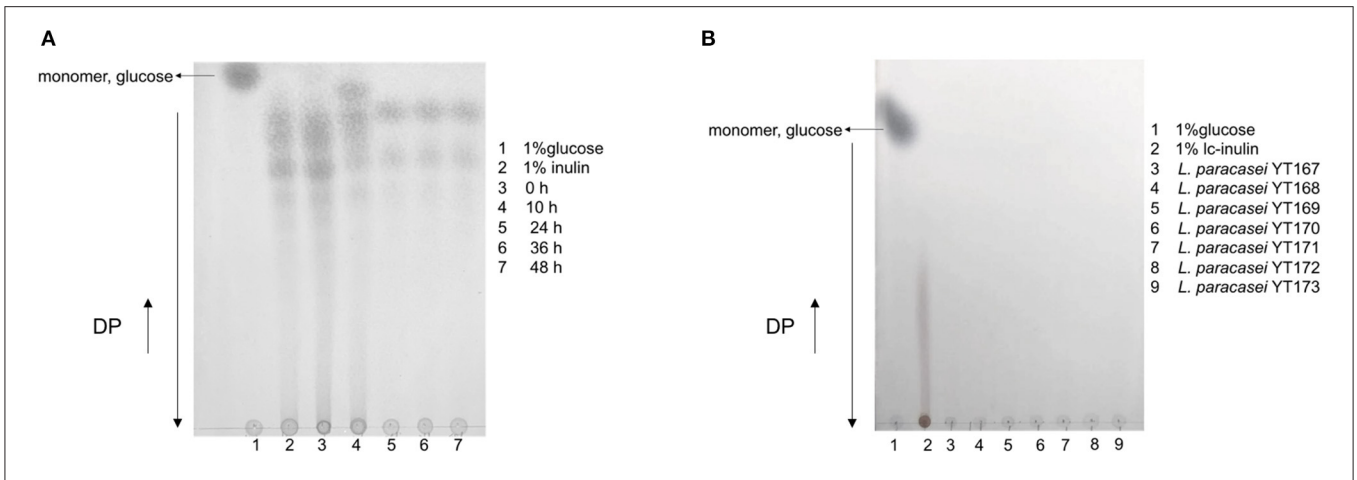 A
monomer, glucose
1 1%glucose
2 1% inulin
3 0 h
4 10 h
5 24 h
6 36 h
7 48 h
DP
1 2 3 4 5 6 7
B
monomer, glucose
1 1%glucose
2 1% lc-inulin
3 L. paracasei YT167
4 L. paracasei YT168
5 L. paracasei YT169
6 L. paracasei YT170
7 L. paracasei YT171
8 L. paracasei YT172
9 L. paracasei YT173
DP
1 2 3 4 5 6 7 8 9